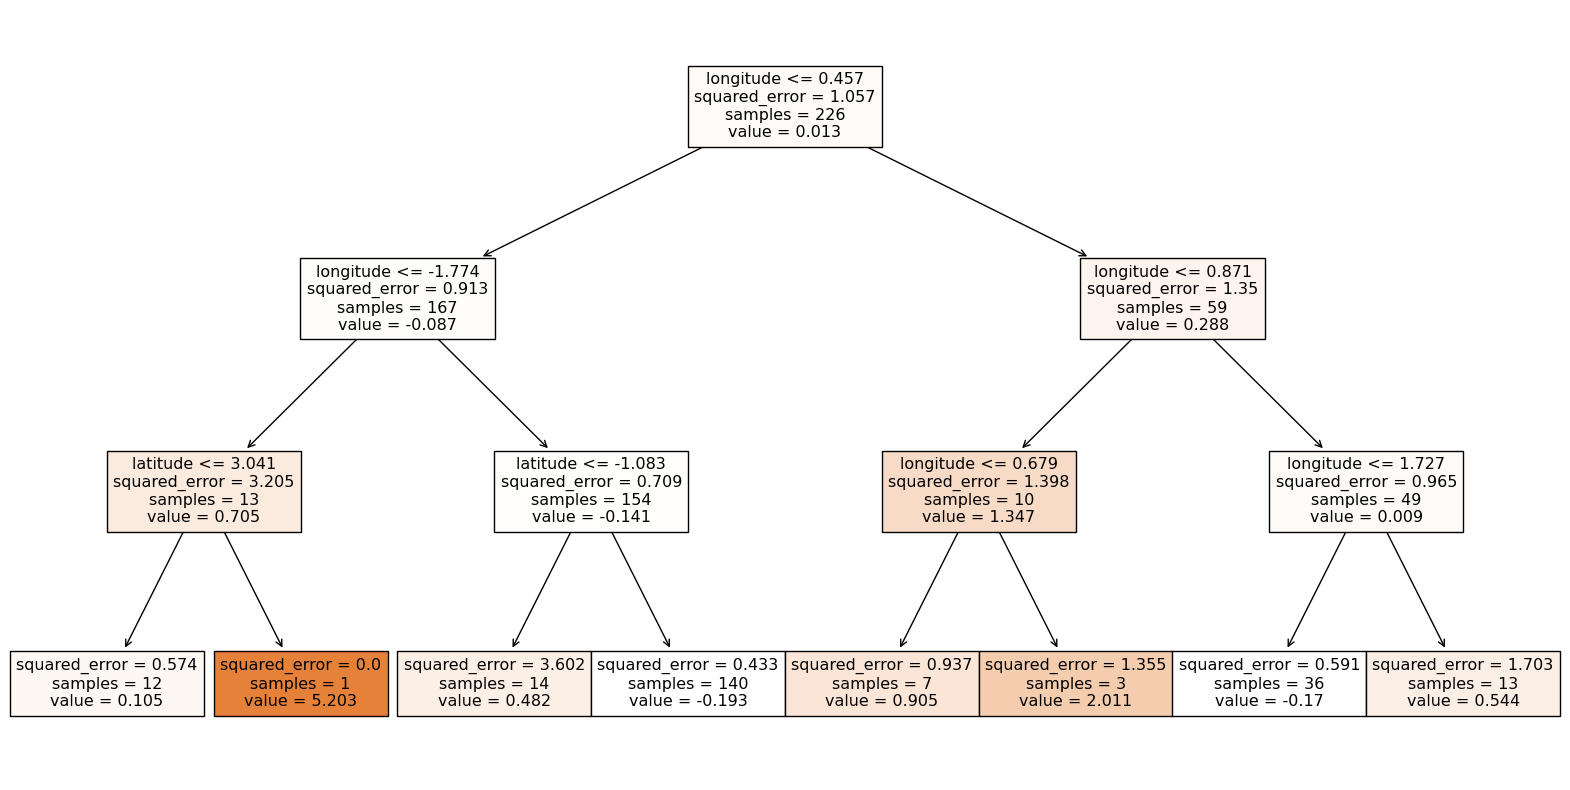 longitude <= 0.457
squared_error = 1.057
samples = 226
value = 0.013
longitude <= -1.774
squared_error = 0.913
samples = 167
value = -0.087
longitude <= 0.871
squared_error = 1.35
samples = 59
value = 0.288
latitude <= 3.041
squared_error = 3.205
samples = 13
value = 0.705
latitude <= -1.083
squared_error = 0.709
samples = 154
value = -0.141
longitude <= 0.679
squared_error = 1.398
samples = 10
value = 1.347
longitude <= 1.727
squared_error = 0.965
samples = 49
value = 0.009
squared_error = 0.574
samples = 12
value = 0.105
squared_error = 0.0
samples = 1
value = 5.203
squared_error = 3.602
samples = 14
value = 0.482
squared_error = 0.433
samples = 140
value = -0.193
squared_error = 0.937
samples = 7
value = 0.905
squared_error = 1.355
samples = 3
value = 2.011
squared_error = 0.591
samples = 36
value = -0.17
squared_error = 1.703
samples = 13
value = 0.544